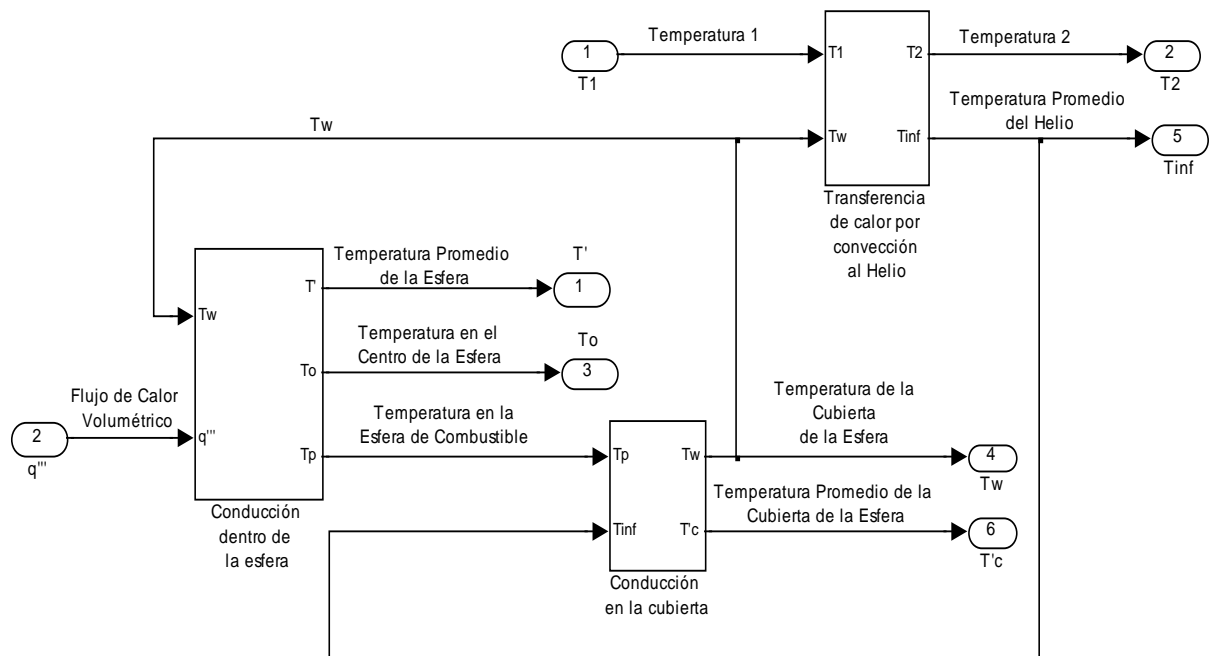 Temperatura 1
1
T1
T1
T2
Temperatura 2
2
T2
Tw
Tw
Tinf
Temperatura Promedio
del Helio
5
Tinf
Transferencia
de calor por
convección
al Helio
Temperatura Promedio
de la Esfera
T'
T'
1
Tw
Temperatura en el
Centro de la Esfera
To
To
3
Flujo de Calor
Volumétrico
2
q'''
q'''
Temperatura en la
Esfera de Combustible
Tp
Conducción
dentro de
la esfera
Tp
Tw
Temperatura de la
Cubierta
de la Esfera
4
Tw
Tinf
T'c
Temperatura Promedio de la
Cubierta de la Esfera
6
T'c
Conducción
en la cubierta